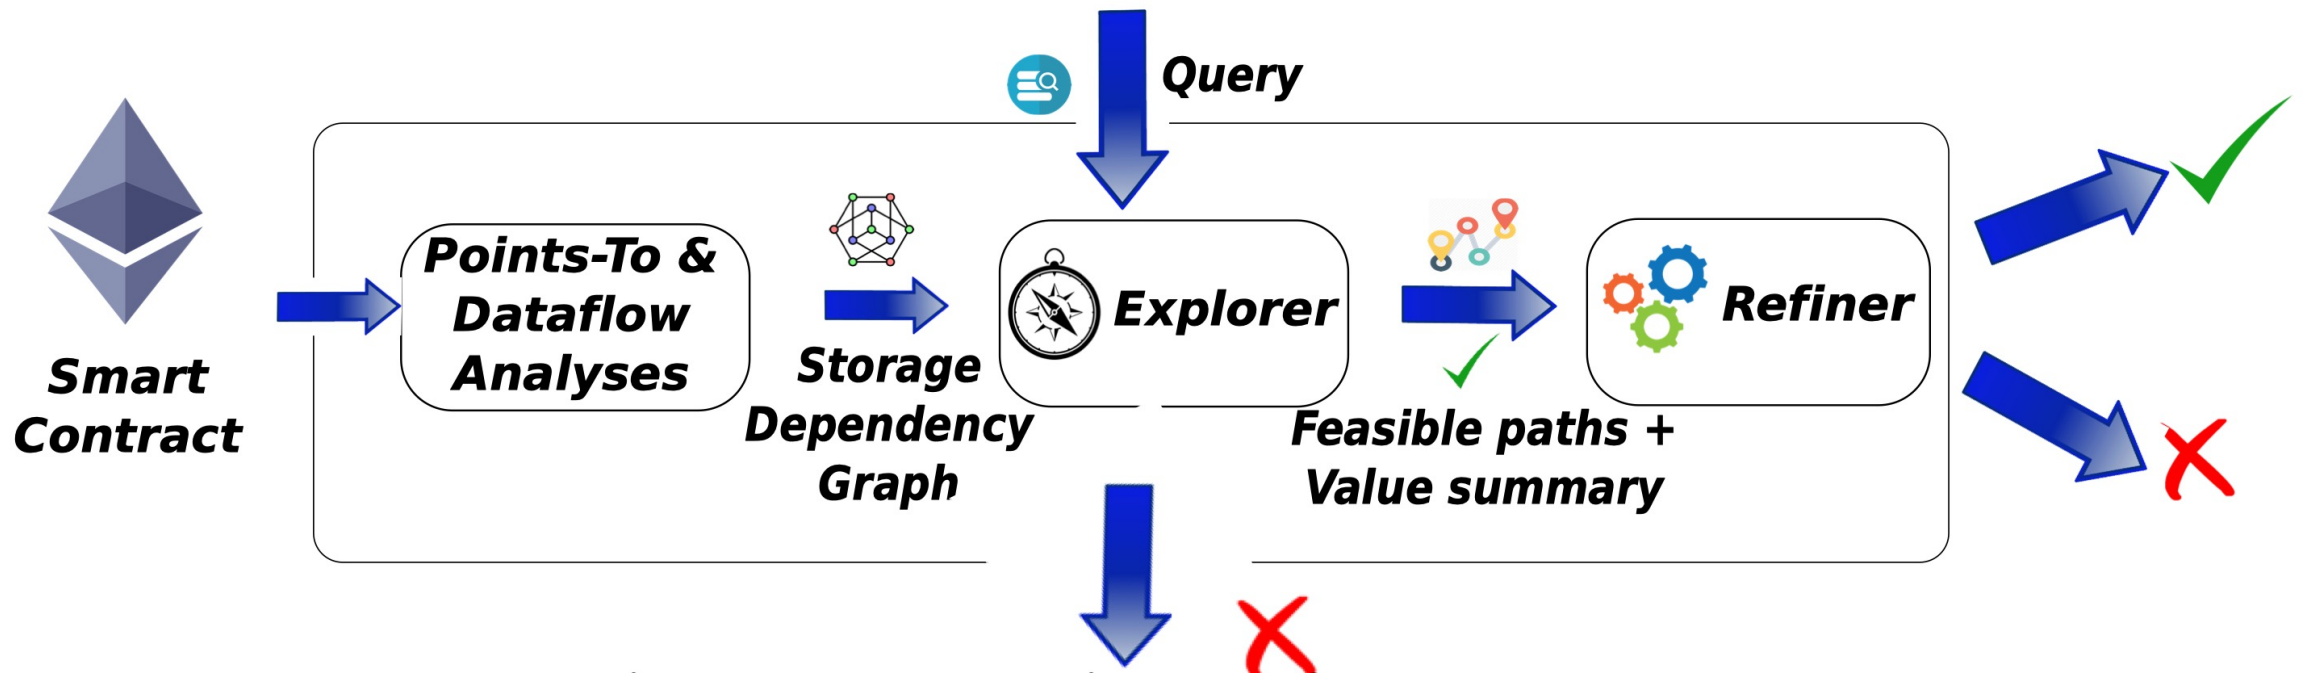 Query
Smart
Contract
Points-To &
Dataflow
Analyses
Storage
Dependency
Graph
Explorer
Feasible paths +
Value summary
Refiner